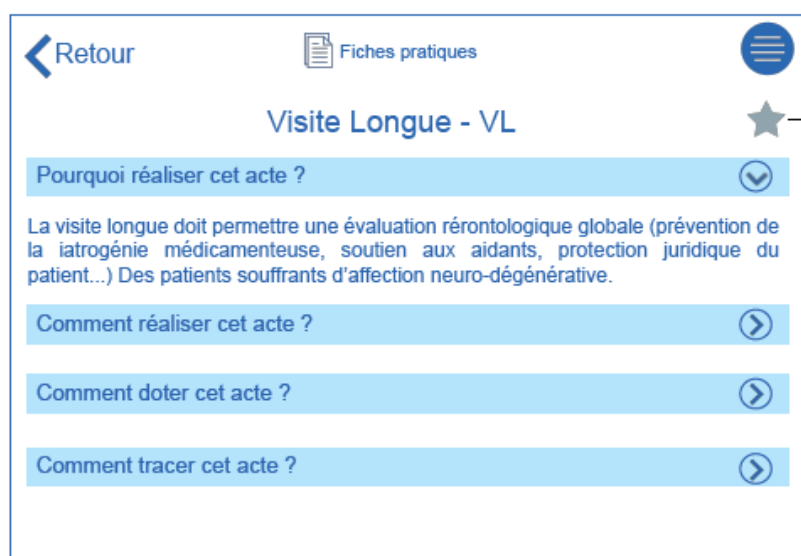 Retour
Fiches pratiques
Visite Longue - VL
Pourquoi réaliser cet acte ?
La visite longue doit permettre une évaluation rérontologique globale (prévention de
la iatrogénie médicamenteuse, soutien aux aidants, protection juridique du
patient...) Des patients souffrants d'affection neuro-dégénérative.
Comment réaliser cet acte ?
Comment doter cet acte ?
Comment tracer cet acte ?